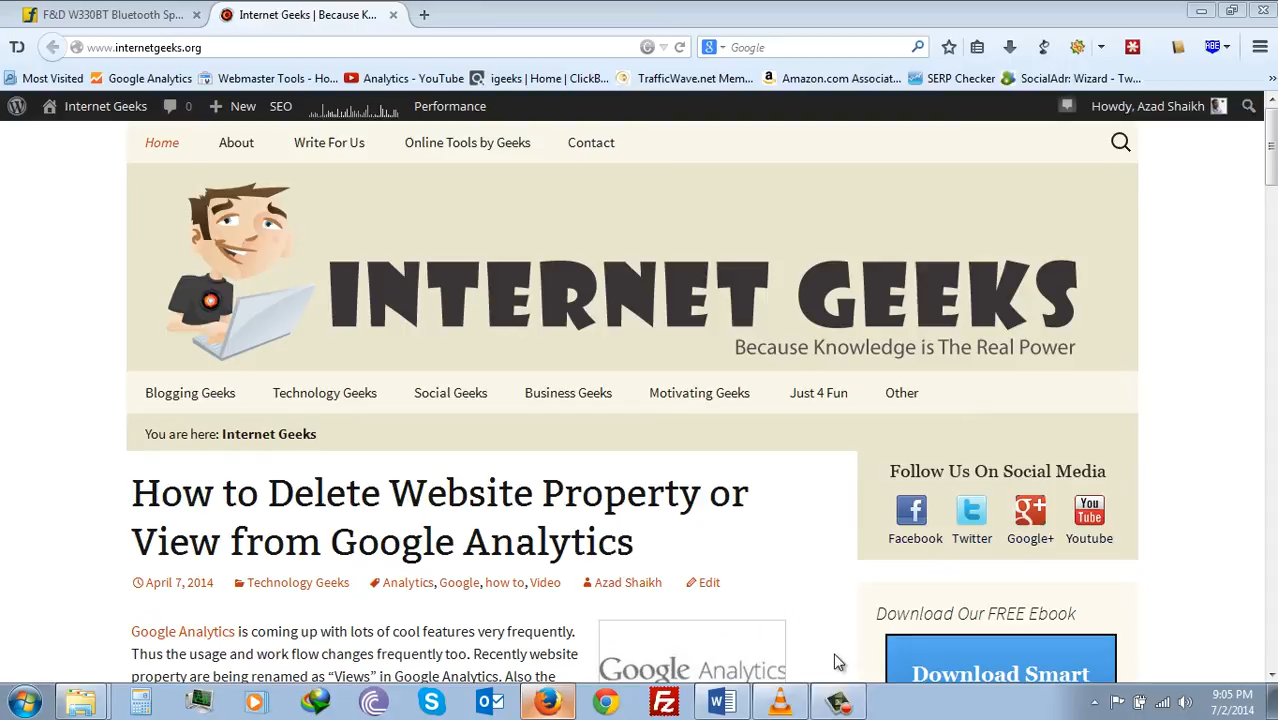 F&D W330BT Bluetooth Sp...
Internet Geeks | Because K...
www.internetgeeks.org
Google
Most Visited
Google Analytics
Webmaster Tools - Ho...
Analytics - YouTube
igeeks | Home | ClickB...
TrafficWave.net Mem...
Amazon.com Associat...
SERP Checker
SocialAdr: Wizard - Tw...
Internet Geeks
0
New
SEO
Performance
Howdy, Azad Shaikh
Home
About
Write For Us
Online Tools by Geeks
Contact
INTERNET GEEKS
Because Knowledge is The Real Power
Blogging Geeks
Technology Geeks
Social Geeks
Business Geeks
Motivating Geeks
Just 4 Fun
Other
You are here: Internet Geeks
How to Delete Website Property or
View from Google Analytics
April 7, 2014
Technology Geeks
Analytics, Google, how to, Video
Azad Shaikh
Edit
Google Analytics is coming up with lots of cool features very frequently.
Thus the usage and work flow changes frequently too. Recently website
property are being renamed as “Views” in Google Analytics. Also the
Google Analytics
Follow Us On Social Media
You
Tube
Facebook
Twitter
Google+
Youtube
Download Our FREE Ebook
Download Smart
9:05 PM
7/2/2014